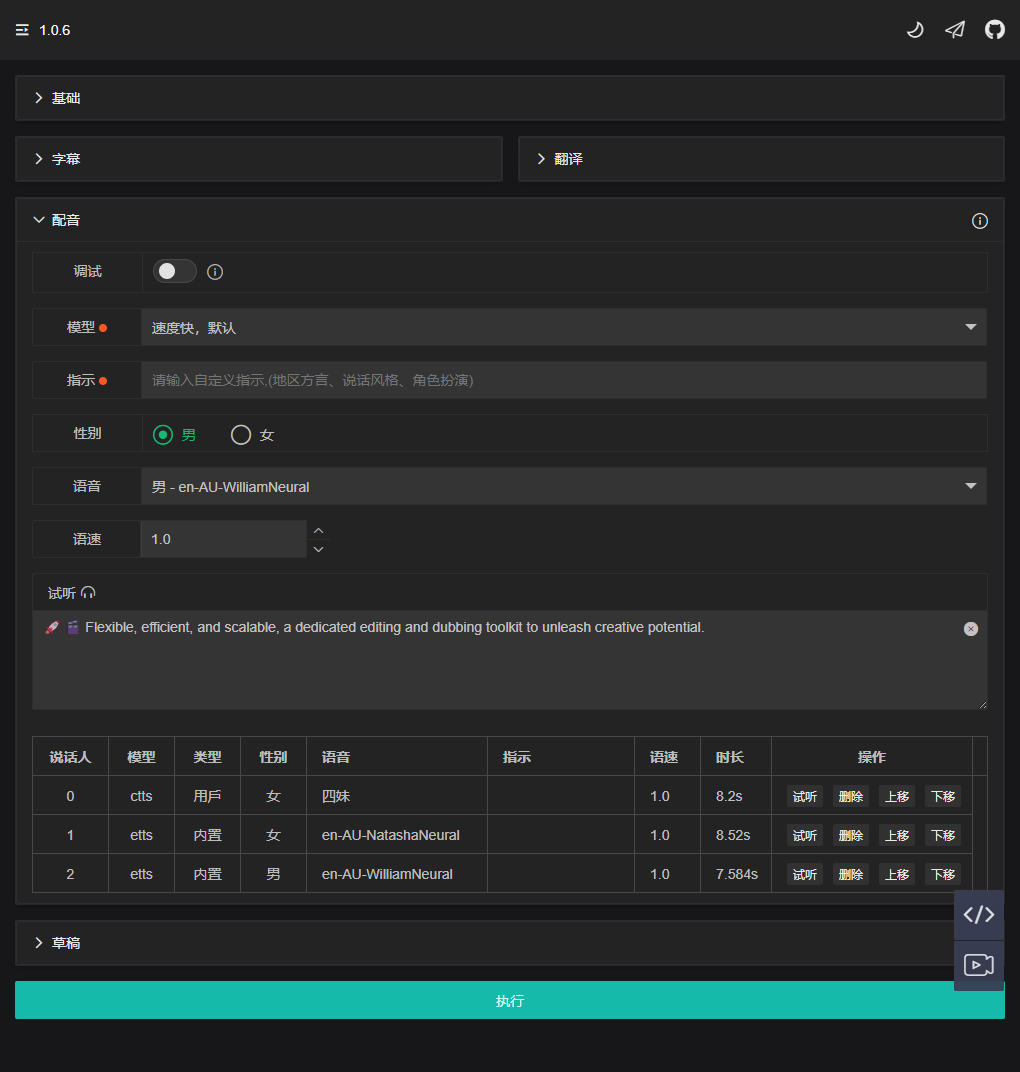 1.0.6
基础
字幕
翻译
配音
调试
模型 速度快，默认
指示 请输入自定义指示,(地区方言、说话风格、角色扮演)
性别 男 女
语音 男 - en-AU-WilliamNeural
语速 1.0
试听
🚀 🎬 Flexible, efficient, and scalable, a dedicated editing and dubbing toolkit to unleash creative potential.
说话人 模型 类型 性别 语音 指示 语速 时长 操作
0 ctts 用戶 女 四妹 1.0 8.2s 试听 删除 上移 下移
1 etts 内置 女 en-AU-NatashaNeural 1.0 8.52s 试听 删除 上移 下移
2 etts 内置 男 en-AU-WilliamNeural 1.0 7.584s 试听 删除 上移 下移
草稿
执行